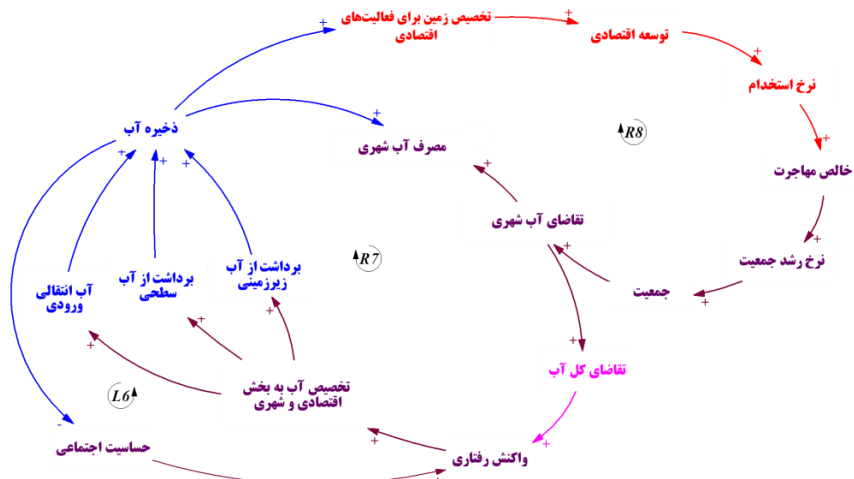 تخصیص زمین برای فعالیت‌های
اقتصادی
توسعه اقتصادی
نرخ استخدام
ذخیره آب
مصرف آب شهری
R8
خالص مهاجرت
تقاضای آب شهری
نرخ رشد جمعیت
R7
برداشت از آب
زیرزمینی
برداشت از آب
سطحی
آب انتقالی
ورودی
جمعیت
تقاضای کل آب
تخصیص آب به بخش
اقتصادی و شهری
L6
حساسیت اجتماعی
واکنش رفتاری